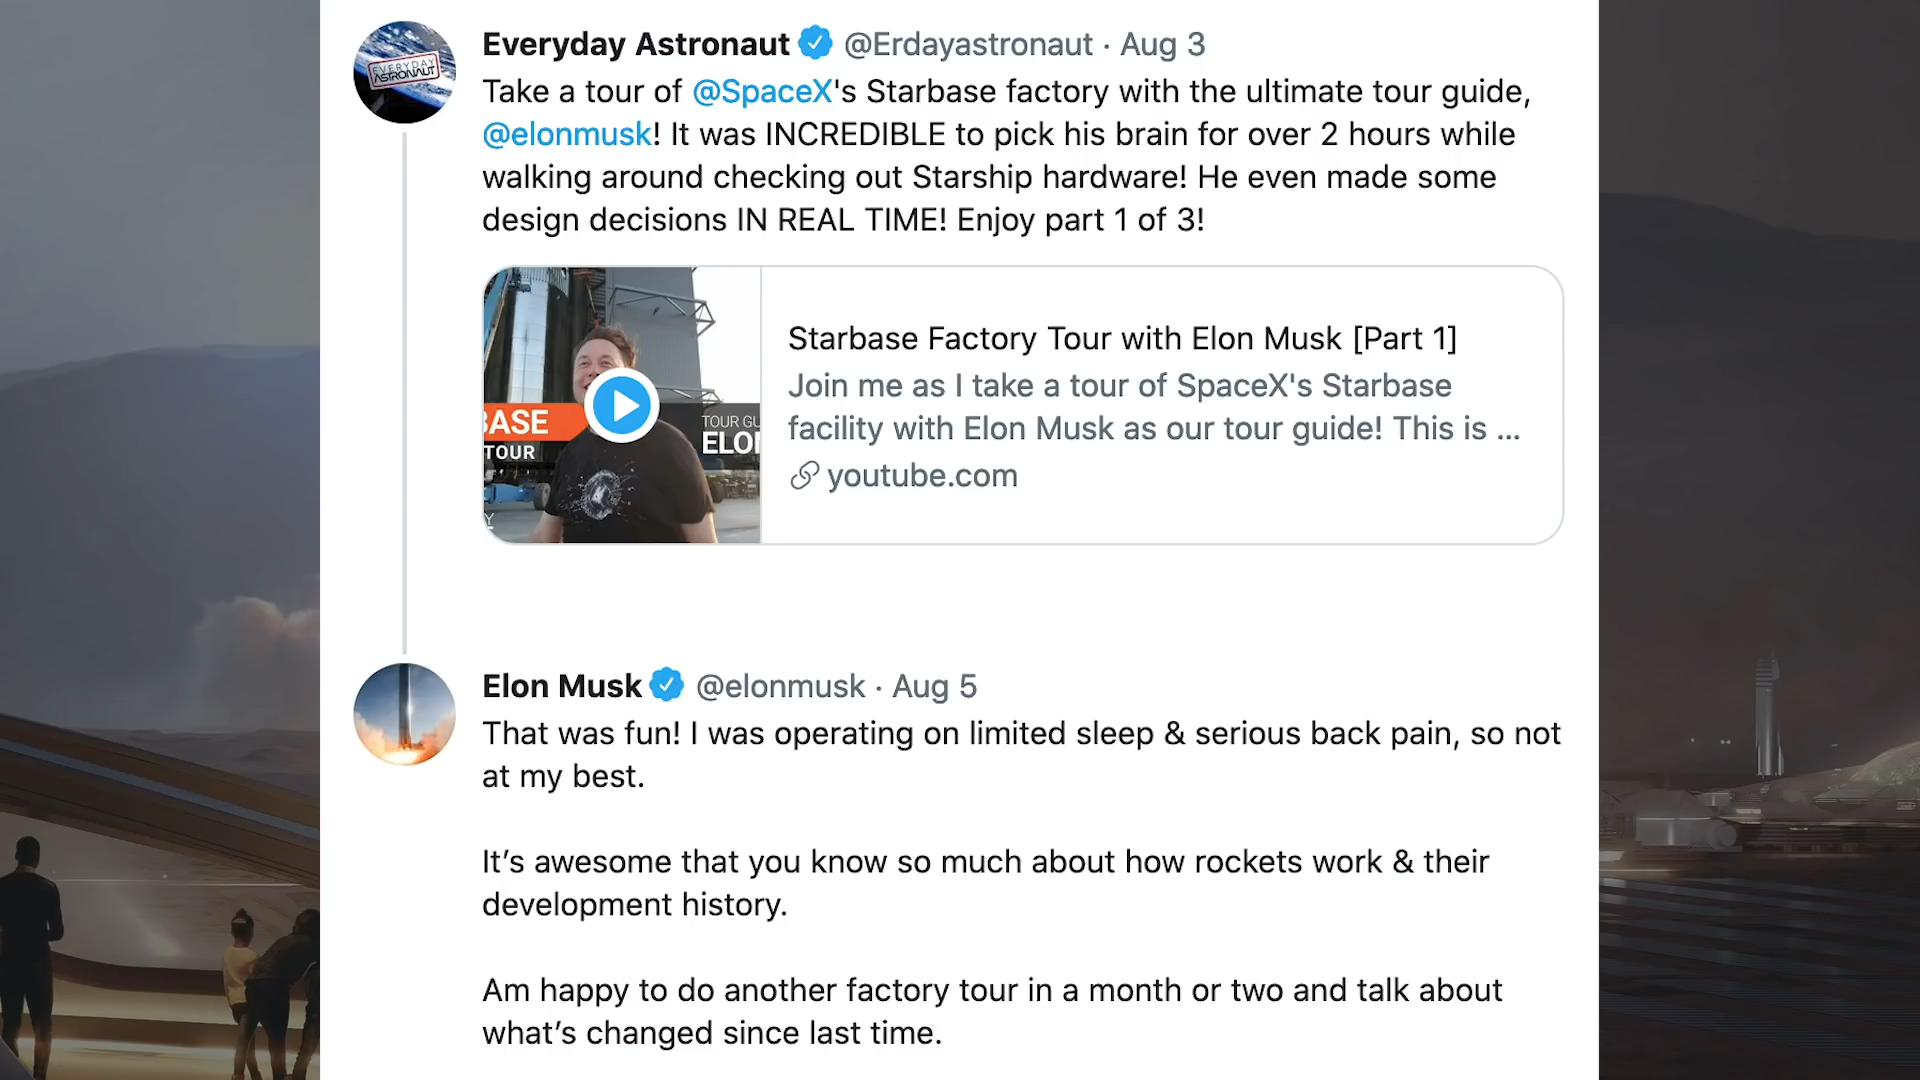 EVERYDAY
ASTRONAUT
Everyday Astronaut @Erdayastronaut · Aug 3
Take a tour of @SpaceX's Starbase factory with the ultimate tour guide,
@elonmusk! It was INCREDIBLE to pick his brain for over 2 hours while
walking around checking out Starship hardware! He even made some
design decisions IN REAL TIME! Enjoy part 1 of 3!
BASE
TOUR
TOUR GU
ELON
Y
Starbase Factory Tour with Elon Musk [Part 1]
Join me as I take a tour of SpaceX's Starbase
facility with Elon Musk as our tour guide! This is ...
youtube.com
Elon Musk @elonmusk · Aug 5
That was fun! I was operating on limited sleep & serious back pain, so not
at my best.
It’s awesome that you know so much about how rockets work & their
development history.
Am happy to do another factory tour in a month or two and talk about
what’s changed since last time.